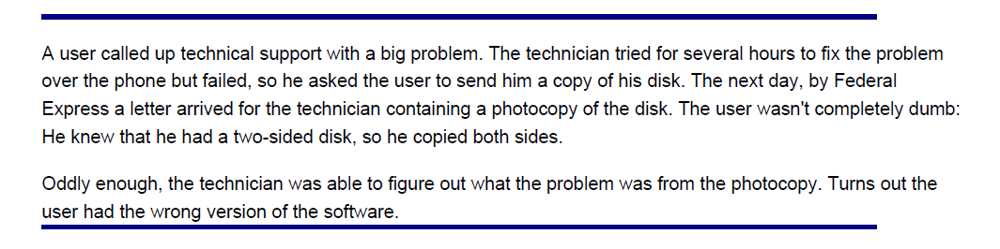 A user called up technical support with a big problem. The technician tried for several hours to fix the problem
over the phone but failed, so he asked the user to send him a copy of his disk. The next day, by Federal
Express a letter arrived for the technician containing a photocopy of the disk. The user wasn't completely dumb:
He knew that he had a two-sided disk, so he copied both sides.
Oddly enough, the technician was able to figure out what the problem was from the photocopy. Turns out the
user had the wrong version of the software.